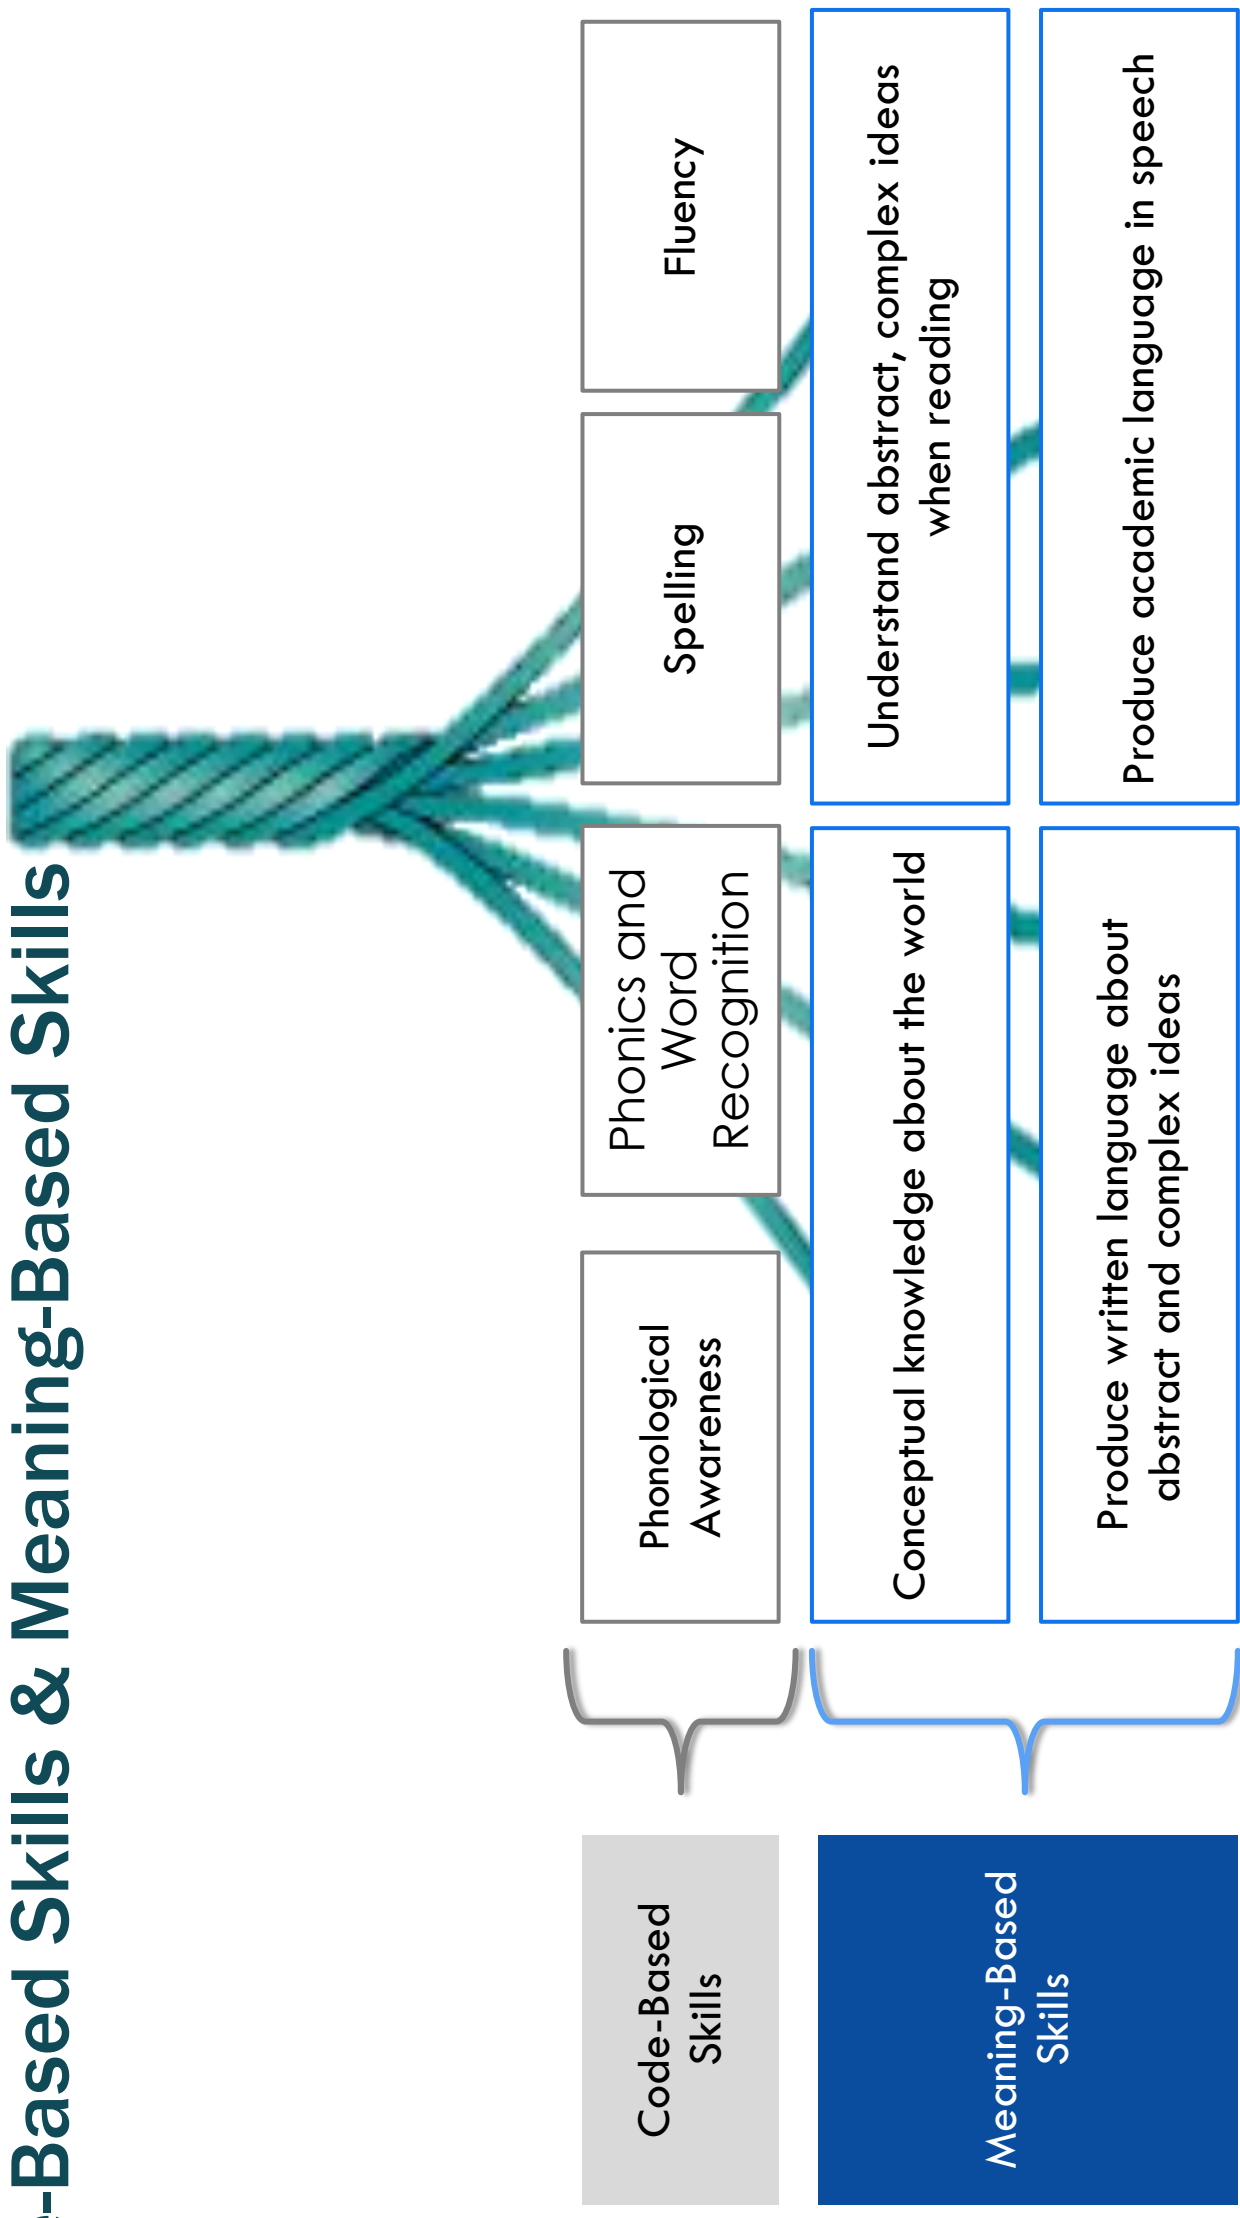 -Based Skills & Meaning-Based Skills
Code-Based
Skills
Phonological
Awareness
Phonics and
Word
Recognition
Spelling
Fluency
Meaning-Based
Skills
Conceptual knowledge about the world
Understand abstract, complex ideas
when reading
Produce written language about
abstract and complex ideas
Produce academic language in speech